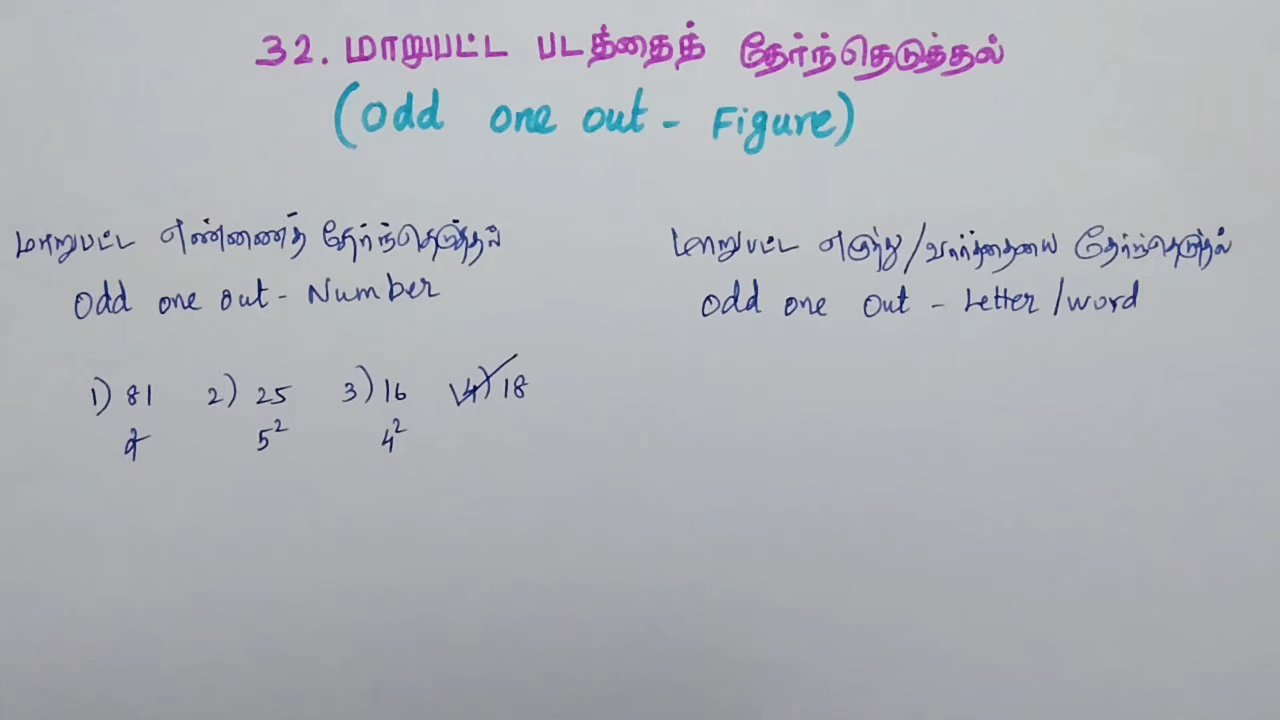 32. மாறுபட்ட படத்தைத் தேர்ந்தெடுத்தல்
(Odd one out - Figure)
மாறுபட்ட எண்ணைத் தேர்ந்தெடுத்தல்
Odd one out - Number
1) 81 2) 25 3) 16 4) 18
5² 4²
மாறுபட்ட எழுத்து/வார்த்தையை தேர்ந்தெடுத்தல்
Odd one out - Letter/word